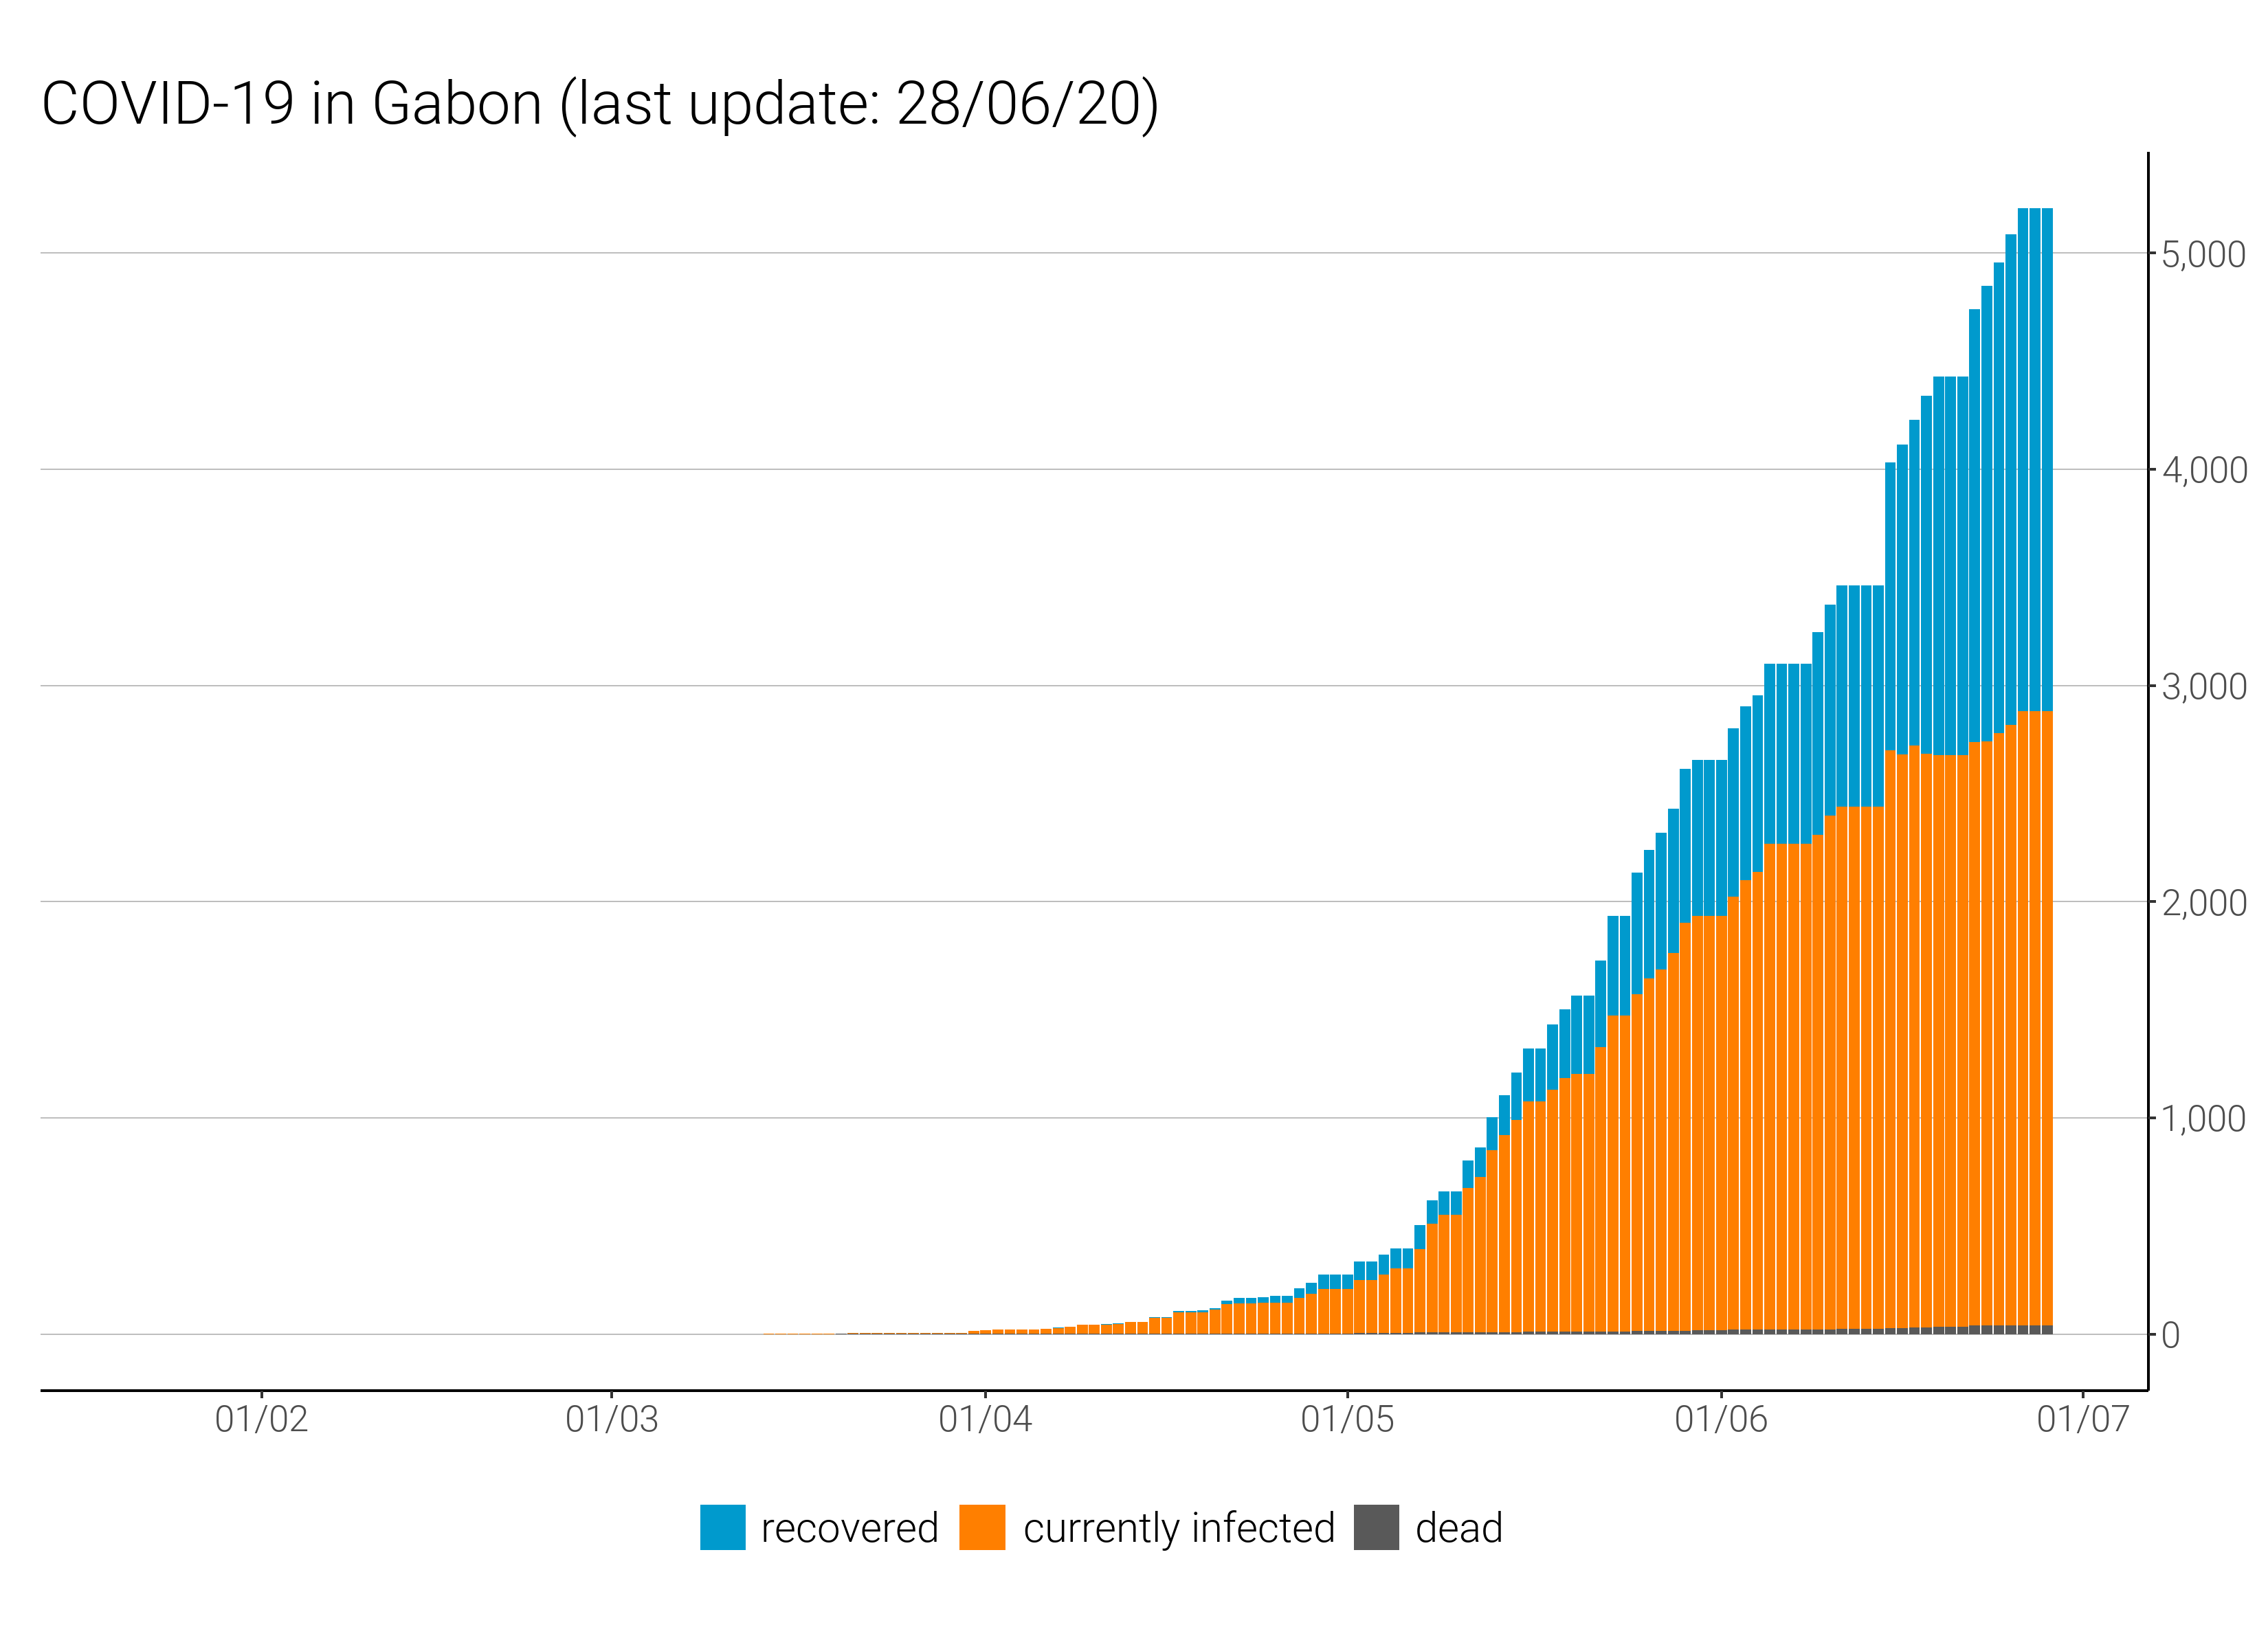 COVID-19 in Gabon (last update: 28/06/20)
5,000
4,000
3,000
2,000
1,000
0
01/02 01/03 01/04 01/05 01/06 01/07
recovered currently infected dead